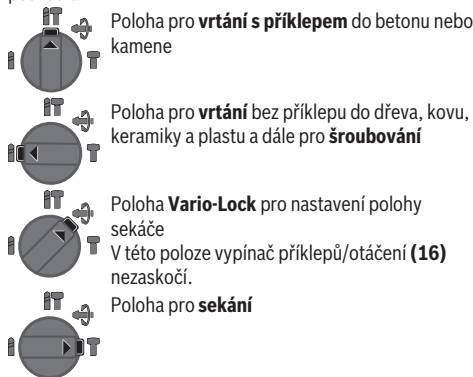 Poloha pro vrtání s příklepem do betonu nebo
kamene
Poloha pro vrtání bez příklepu do dřeva, kovu,
keramiky a plastu a dále pro šroubování
Poloha Vario-Lock pro nastavení polohy
sekáče
V této poloze vypínač příklepů/otáčení (16)
nezaskočí.
Poloha pro sekání